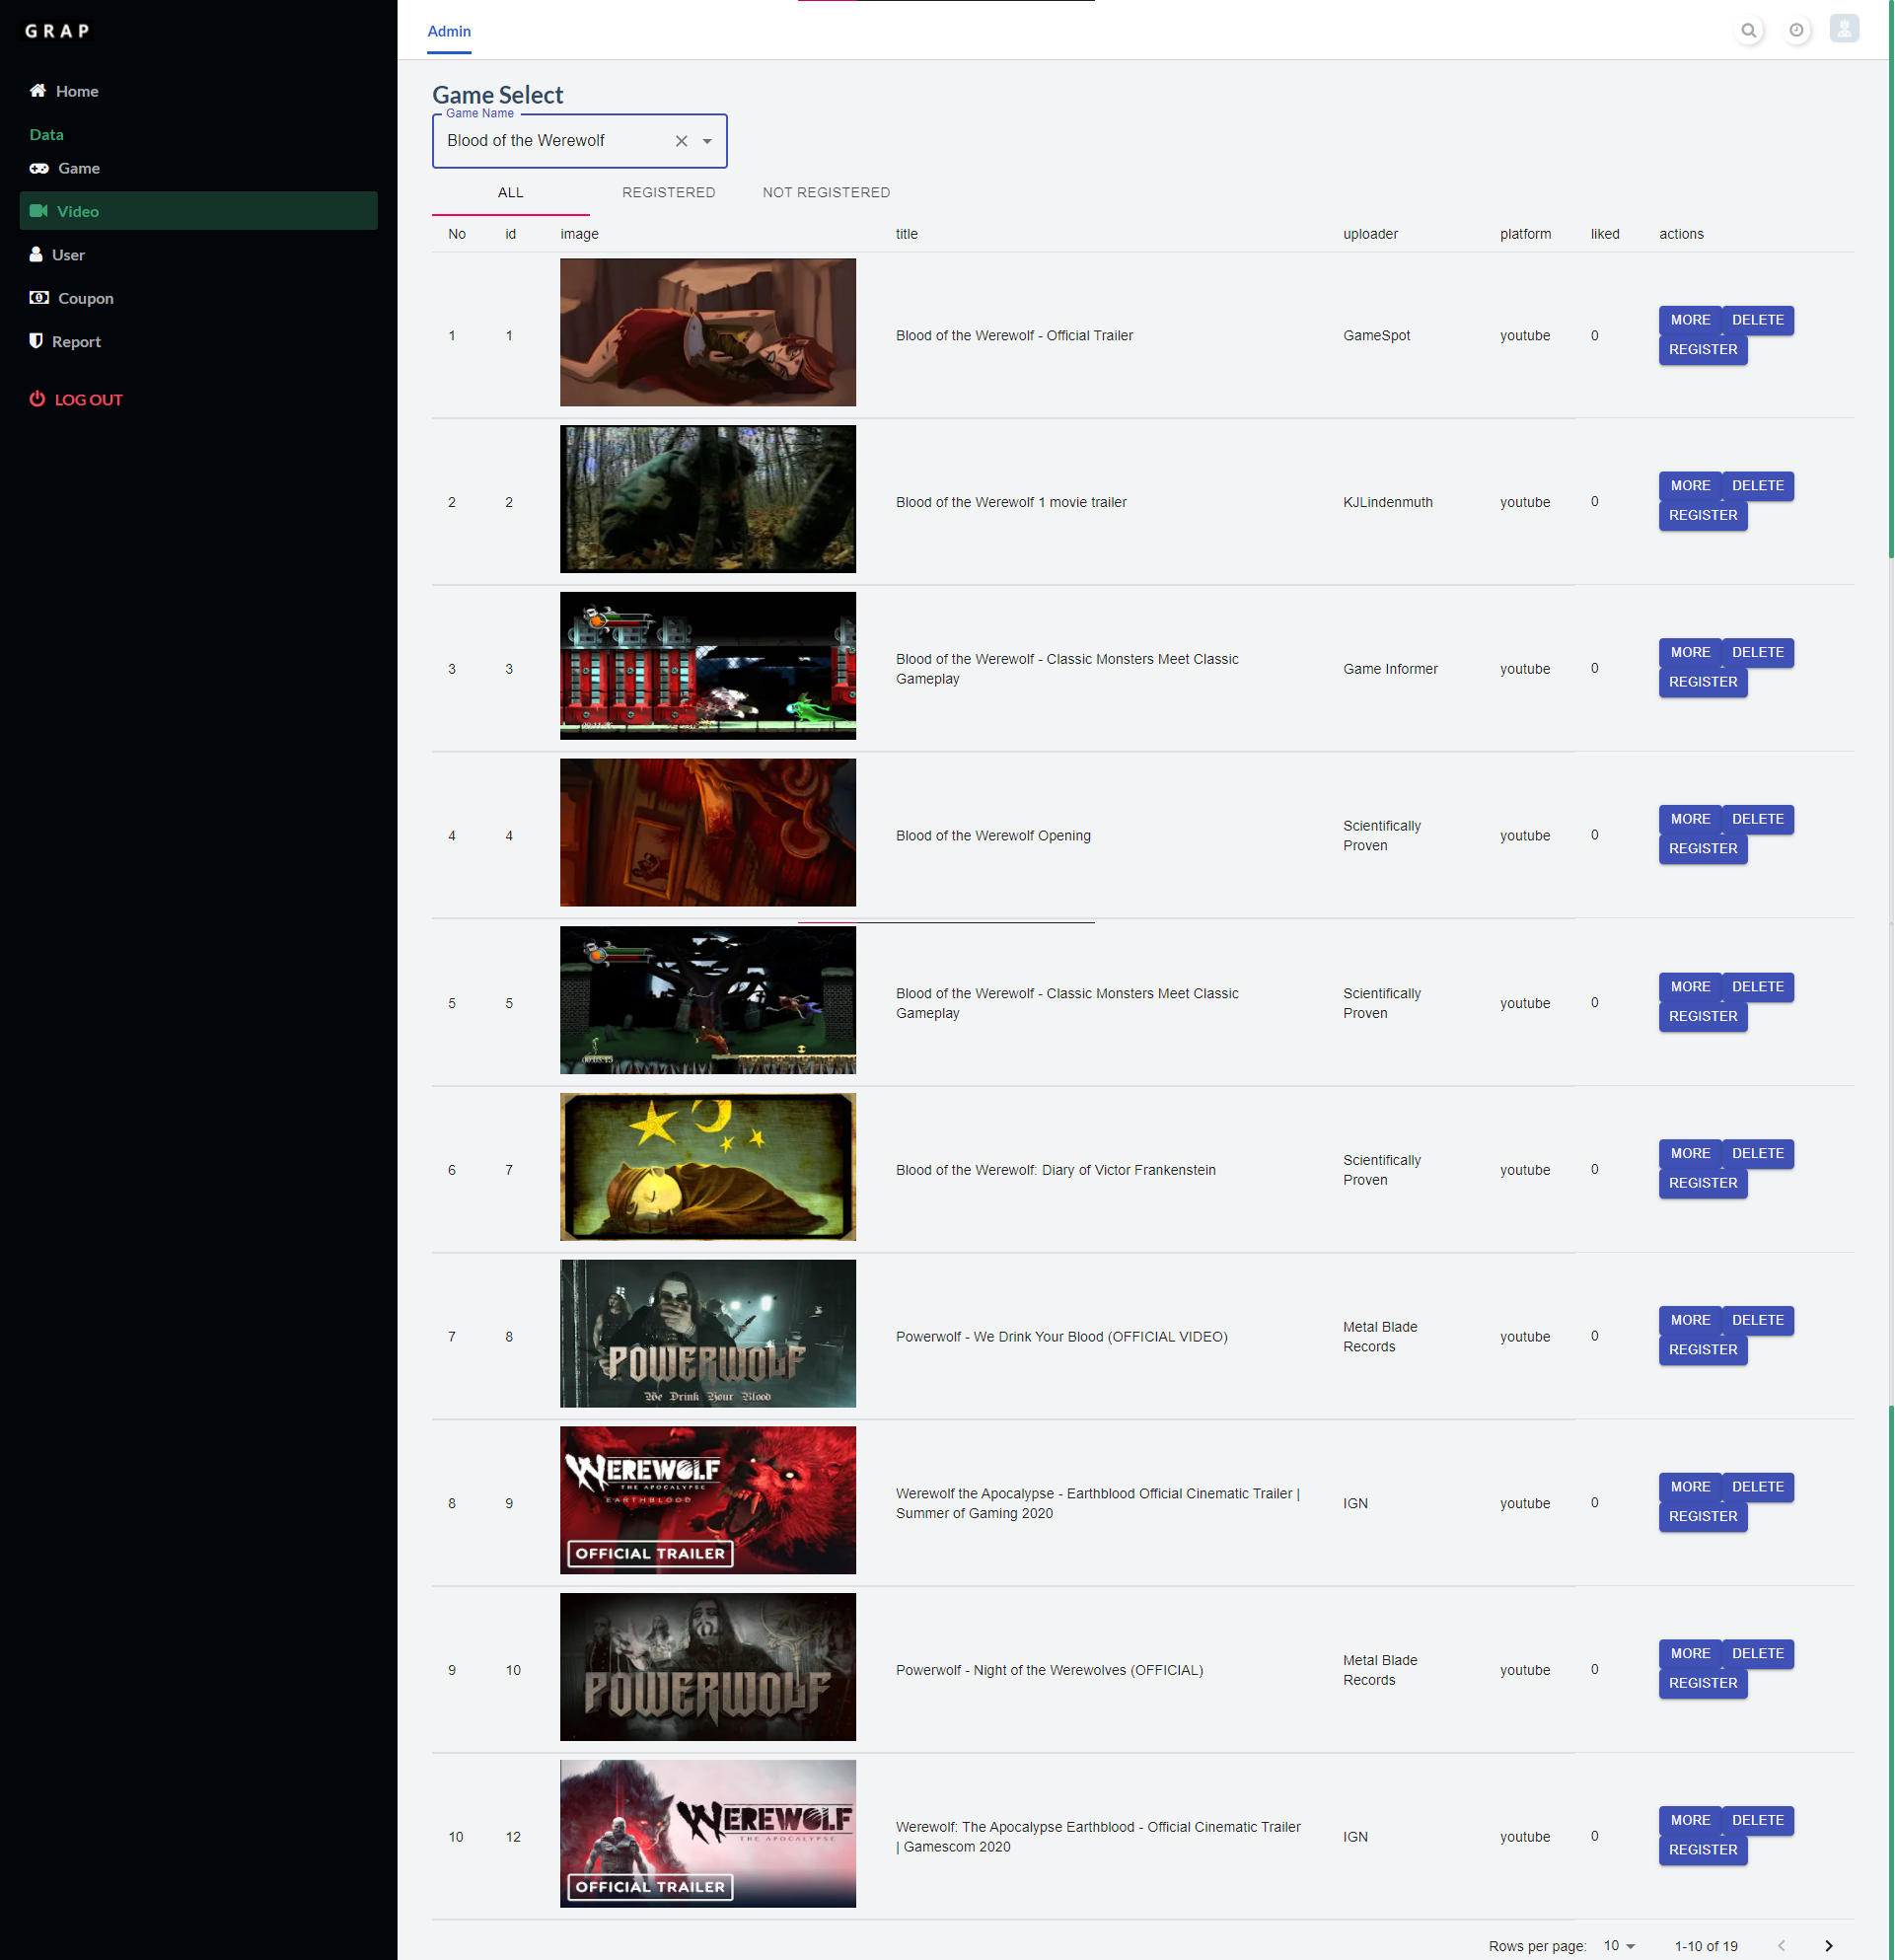 GRAP
Home
Data
Game
Video
User
Coupon
Report
LOG OUT
Admin
Game Select
Game Name
Blood of the Werewolf
ALL REGISTERED NOT REGISTERED
No id image title uploader platform liked actions
1 1 Blood of the Werewolf - Official Trailer GameSpot youtube 0 MORE DELETE
REGISTER
2 2 Blood of the Werewolf 1 movie trailer KJLindenmuth youtube 0 MORE DELETE
REGISTER
3 3 Blood of the Werewolf - Classic Monsters Meet Classic
Gameplay Game Informer youtube 0 MORE DELETE
REGISTER
4 4 Blood of the Werewolf Opening Scientifically
Proven youtube 0 MORE DELETE
REGISTER
5 5 Blood of the Werewolf - Classic Monsters Meet Classic
Gameplay Scientifically
Proven youtube 0 MORE DELETE
REGISTER
6 7 Blood of the Werewolf: Diary of Victor Frankenstein Scientifically
Proven youtube 0 MORE DELETE
REGISTER
POWERWOLF
We Drink Your Blood
7 8 Powerwolf - We Drink Your Blood (OFFICIAL VIDEO) Metal Blade
Records youtube 0 MORE DELETE
REGISTER
WEREWOLF
THE APOCALYPSE
EARTHBLOOD
OFFICIAL TRAILER
8 9 Werewolf the Apocalypse - Earthblood Official Cinematic Trailer |
Summer of Gaming 2020 IGN youtube 0 MORE DELETE
REGISTER
POWERWOLF
9 10 Powerwolf - Night of the Werewolves (OFFICIAL) Metal Blade
Records youtube 0 MORE DELETE
REGISTER
WEREWOLF
THE APOCALYPSE
OFFICIAL TRAILER
10 12 Werewolf: The Apocalypse Earthblood - Official Cinematic Trailer
| Gamescom 2020 IGN youtube 0 MORE DELETE
REGISTER
Rows per page: 10 1-10 of 19